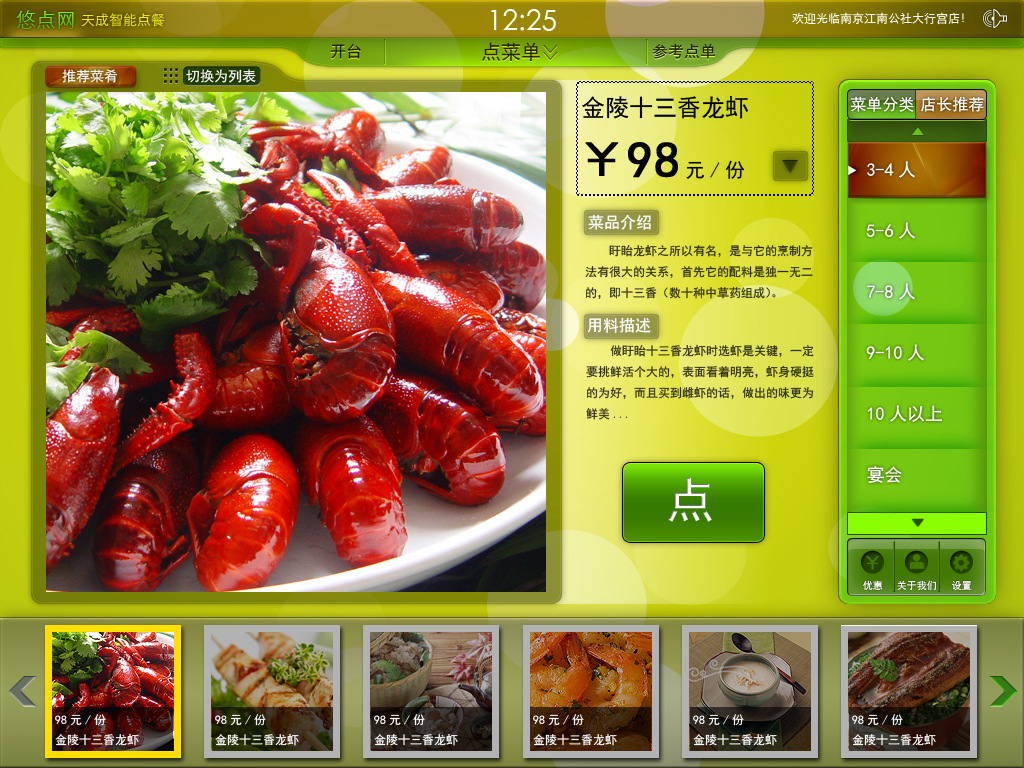 悠点网 天成智能点餐
12:25
欢迎光临南京江南公社大行宫店！
开台
点菜单
参考点单
推荐菜肴
切换为列表
金陵十三香龙虾
￥98 元 / 份
菜品介绍
盱眙龙虾之所以有名，是与它的烹制方
法有很大的关系，首先它的配料是独一无二
的，即十三香（数十种中草药组成）。
用料描述
做盱眙十三香龙虾时选虾是关键，一定
要挑鲜活个大的，表面看着明亮，虾身硬挺
的为好，而且买到雌虾的话，做出的味更为
鲜美...
点
菜单分类
店长推荐
3-4 人
5-6 人
7-8 人
9-10 人
10 人以上
宴会
优惠
关于我们
设置
98 元 / 份
金陵十三香龙虾
98 元 / 份
金陵十三香龙虾
98 元 / 份
金陵十三香龙虾
98 元 / 份
金陵十三香龙虾
98 元 / 份
金陵十三香龙虾
98 元 / 份
金陵十三香龙虾